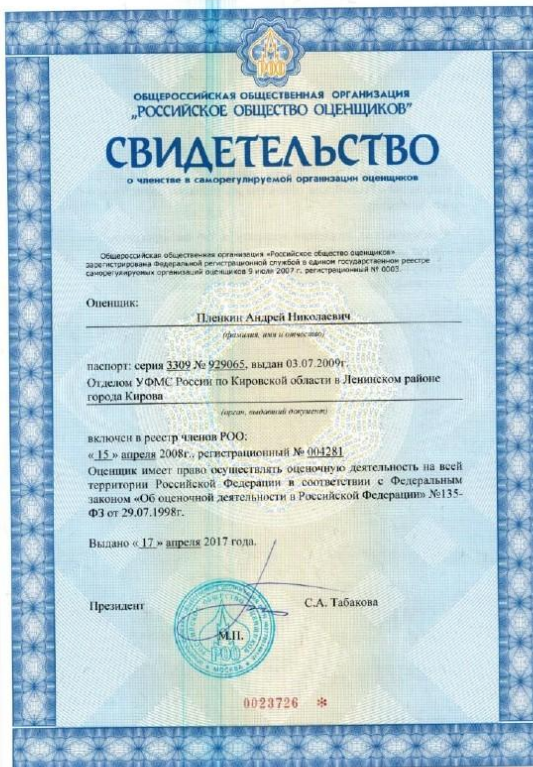 РОО
ОБЩЕРОССИЙСКАЯ ОБЩЕСТВЕННАЯ ОРГАНИЗАЦИЯ
„РОССИЙСКОЕ ОБЩЕСТВО ОЦЕНЩИКОВ”
СВИДЕТЕЛЬСТВО
о членстве в саморегулируемой организации оценщиков
Общероссийская общественная организация «Российское общество оценщиков»
зарегистрирована Федеральной регистрационной службой в едином государственном реестре
саморегулируемых организаций оценщиков 9 июля 2007 г. регистрационный № 0003.
Оценщик:
Пленкин Андрей Николаевич
(фамилия, имя и отчество)
паспорт: серия 3309 № 929065, выдан 03.07.2009г.
Отделом УФМС России по Кировской области в Ленинском районе
города Кирова
(орган, выдавший документ)
включен в реестр членов РОО:
« 15 » апреля 2008г., регистрационный № 004281
Оценщик имеет право осуществлять оценочную деятельность на всей
территории Российской Федерации в соответствии с Федеральным
законом «Об оценочной деятельности в Российской Федерации» №135-
ФЗ от 29.07.1998г.
Выдано « 17 » апреля 2017 года.
Президент
С.А. Табакова
М.П.
РОО
МОСКВА
0023726 *